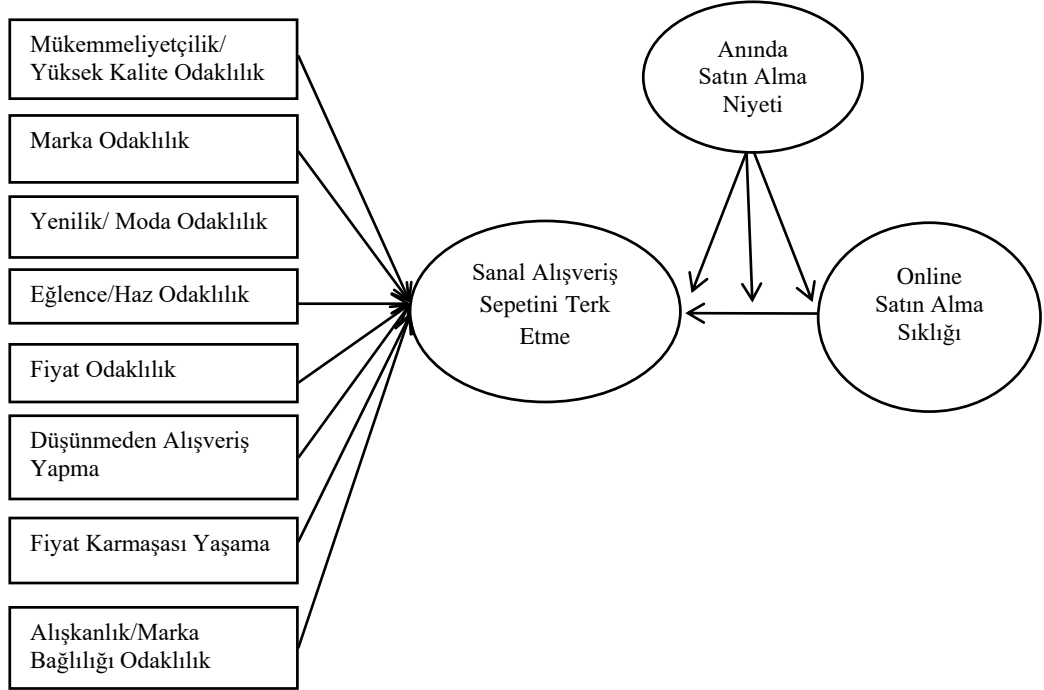 Mükemmeliyetçilik/
Yüksek Kalite Odaklılık
Marka Odaklılık
Yenilik/ Moda Odaklılık
Eğlence/Haz Odaklılık
Fiyat Odaklılık
Düşünmeden Alışveriş
Yapma
Fiyat Karmaşası Yaşama
Alışkanlık/Marka
Bağlılığı Odaklılık
Sanal Alışveriş
Sepetini Terk
Etme
Anında
Satın Alma
Niyeti
Online
Satın Alma
Sıklığı